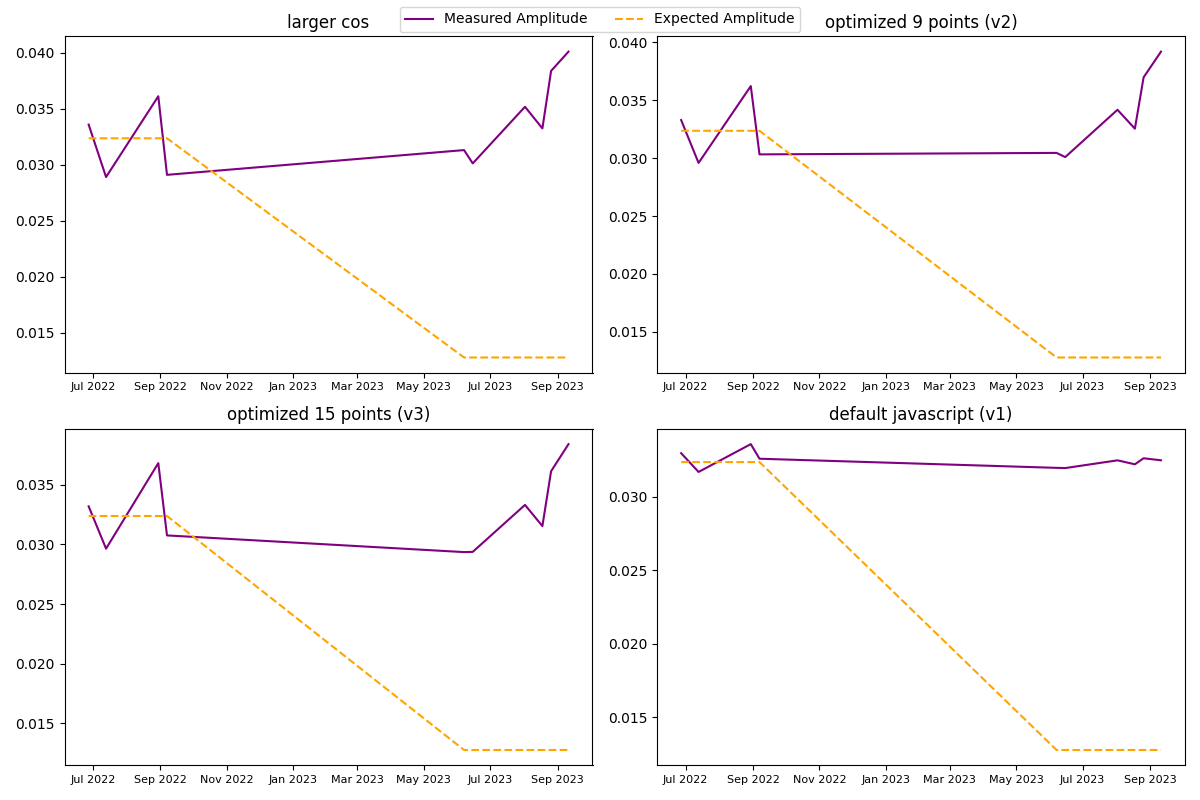 Measured Amplitude Expected Amplitude
larger cos
0.040
0.035
0.030
0.025
0.020
0.015
Jul 2022 Sep 2022 Nov 2022 Jan 2023 Mar 2023 May 2023 Jul 2023 Sep 2023
optimized 9 points (v2)
0.040
0.035
0.030
0.025
0.020
0.015
Jul 2022 Sep 2022 Nov 2022 Jan 2023 Mar 2023 May 2023 Jul 2023 Sep 2023
optimized 15 points (v3)
0.035
0.030
0.025
0.020
0.015
Jul 2022 Sep 2022 Nov 2022 Jan 2023 Mar 2023 May 2023 Jul 2023 Sep 2023
default javascript (v1)
0.030
0.025
0.020
0.015
Jul 2022 Sep 2022 Nov 2022 Jan 2023 Mar 2023 May 2023 Jul 2023 Sep 2023